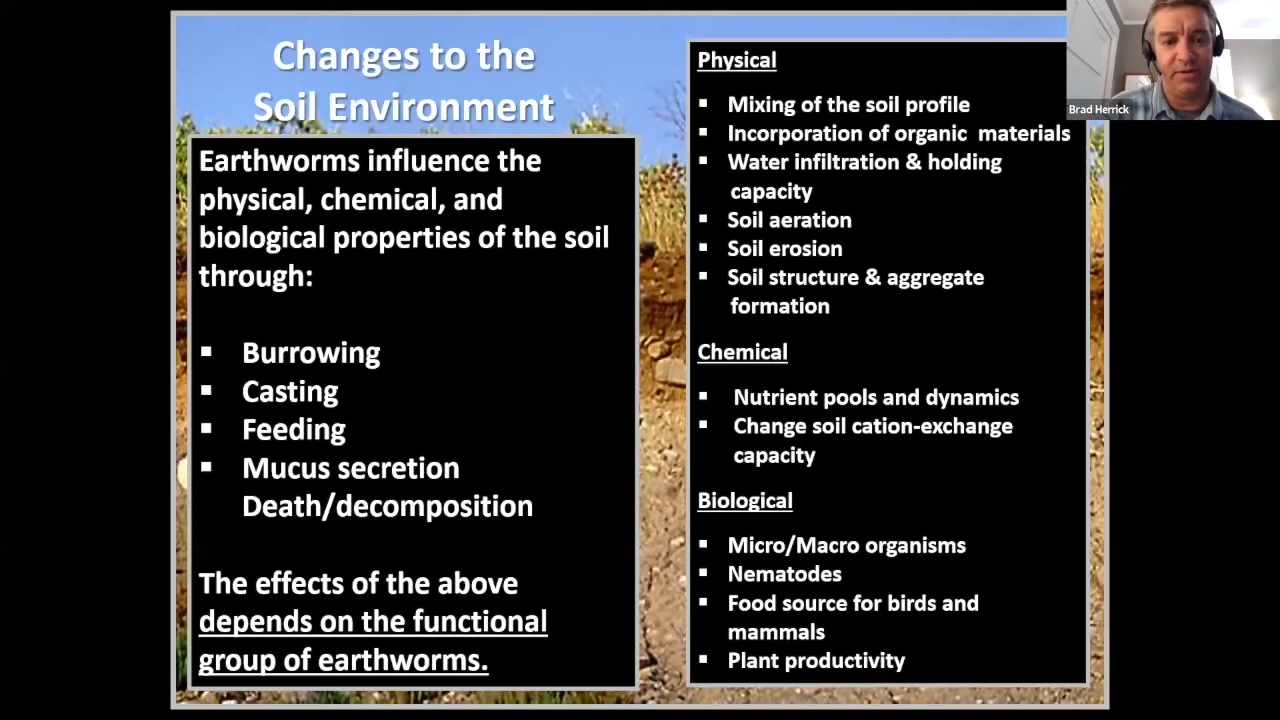 Changes to the
Soil Environment
Earthworms influence the
physical, chemical, and
biological properties of the soil
through:
▪ Burrowing
▪ Casting
▪ Feeding
▪ Mucus secretion
Death/decomposition
The effects of the above
depends on the functional
group of earthworms.
Physical
▪ Mixing of the soil profile
▪ Incorporation of organic materials
▪ Water infiltration & holding
capacity
▪ Soil aeration
▪ Soil erosion
▪ Soil structure & aggregate
formation
Chemical
▪ Nutrient pools and dynamics
▪ Change soil cation-exchange
capacity
Biological
▪ Micro/Macro organisms
▪ Nematodes
▪ Food source for birds and
mammals
▪ Plant productivity
Brad Herrick